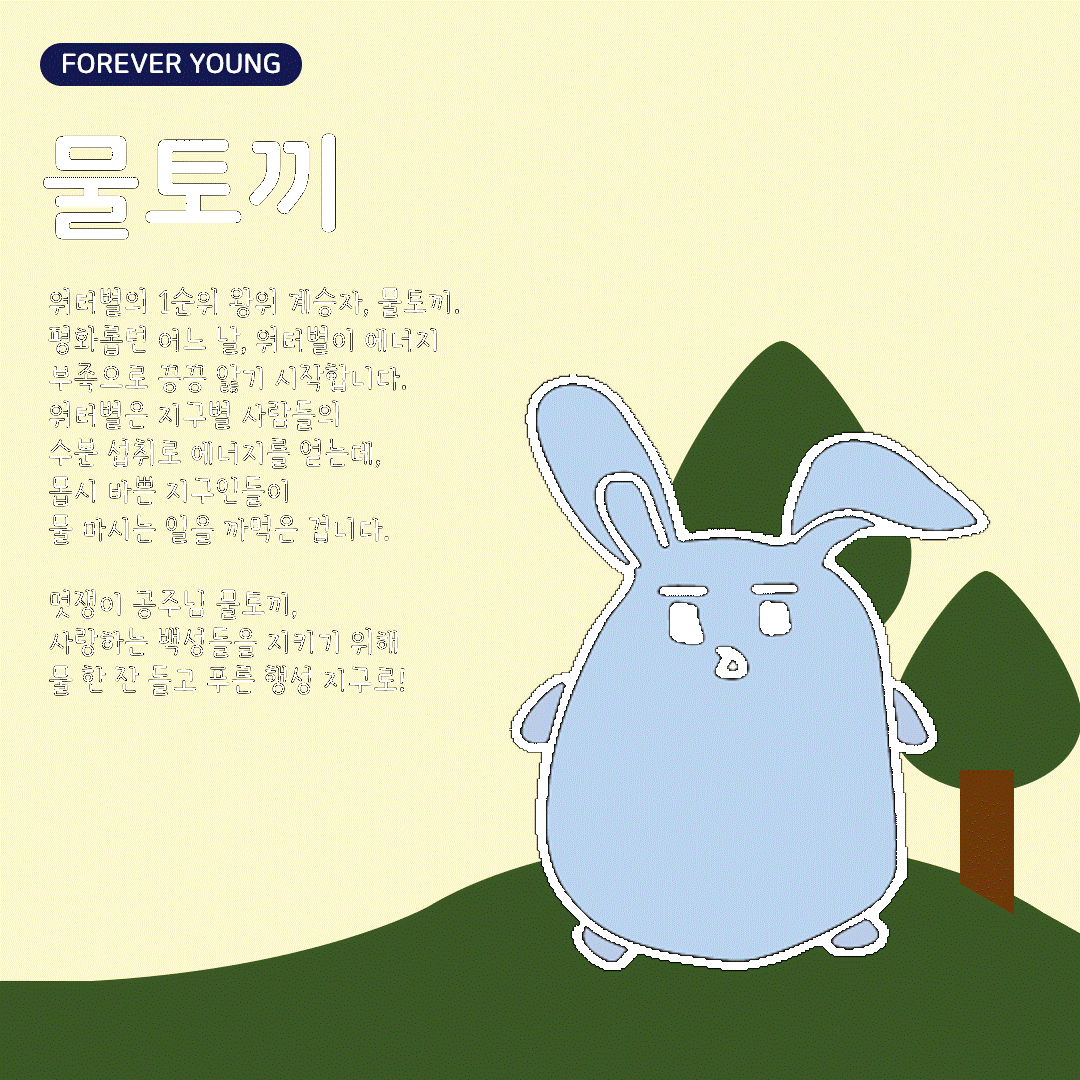 FOREVER YOUNG
물토끼
워터별의 1순위 왕위 계승자, 물토끼.
평화롭던 어느 날, 워터별이 에너지
부족으로 끙끙 앓기 시작합니다.
워터별은 지구별 사람들의
수분 섭취로 에너지를 얻는데,
몹시 바쁜 지구인들이
물 마시는 일을 까먹은 겁니다.
멋쟁이 공주님 물토끼,
사랑하는 백성들을 지키기 위해
물 한 잔 들고 푸른 행성 지구로!